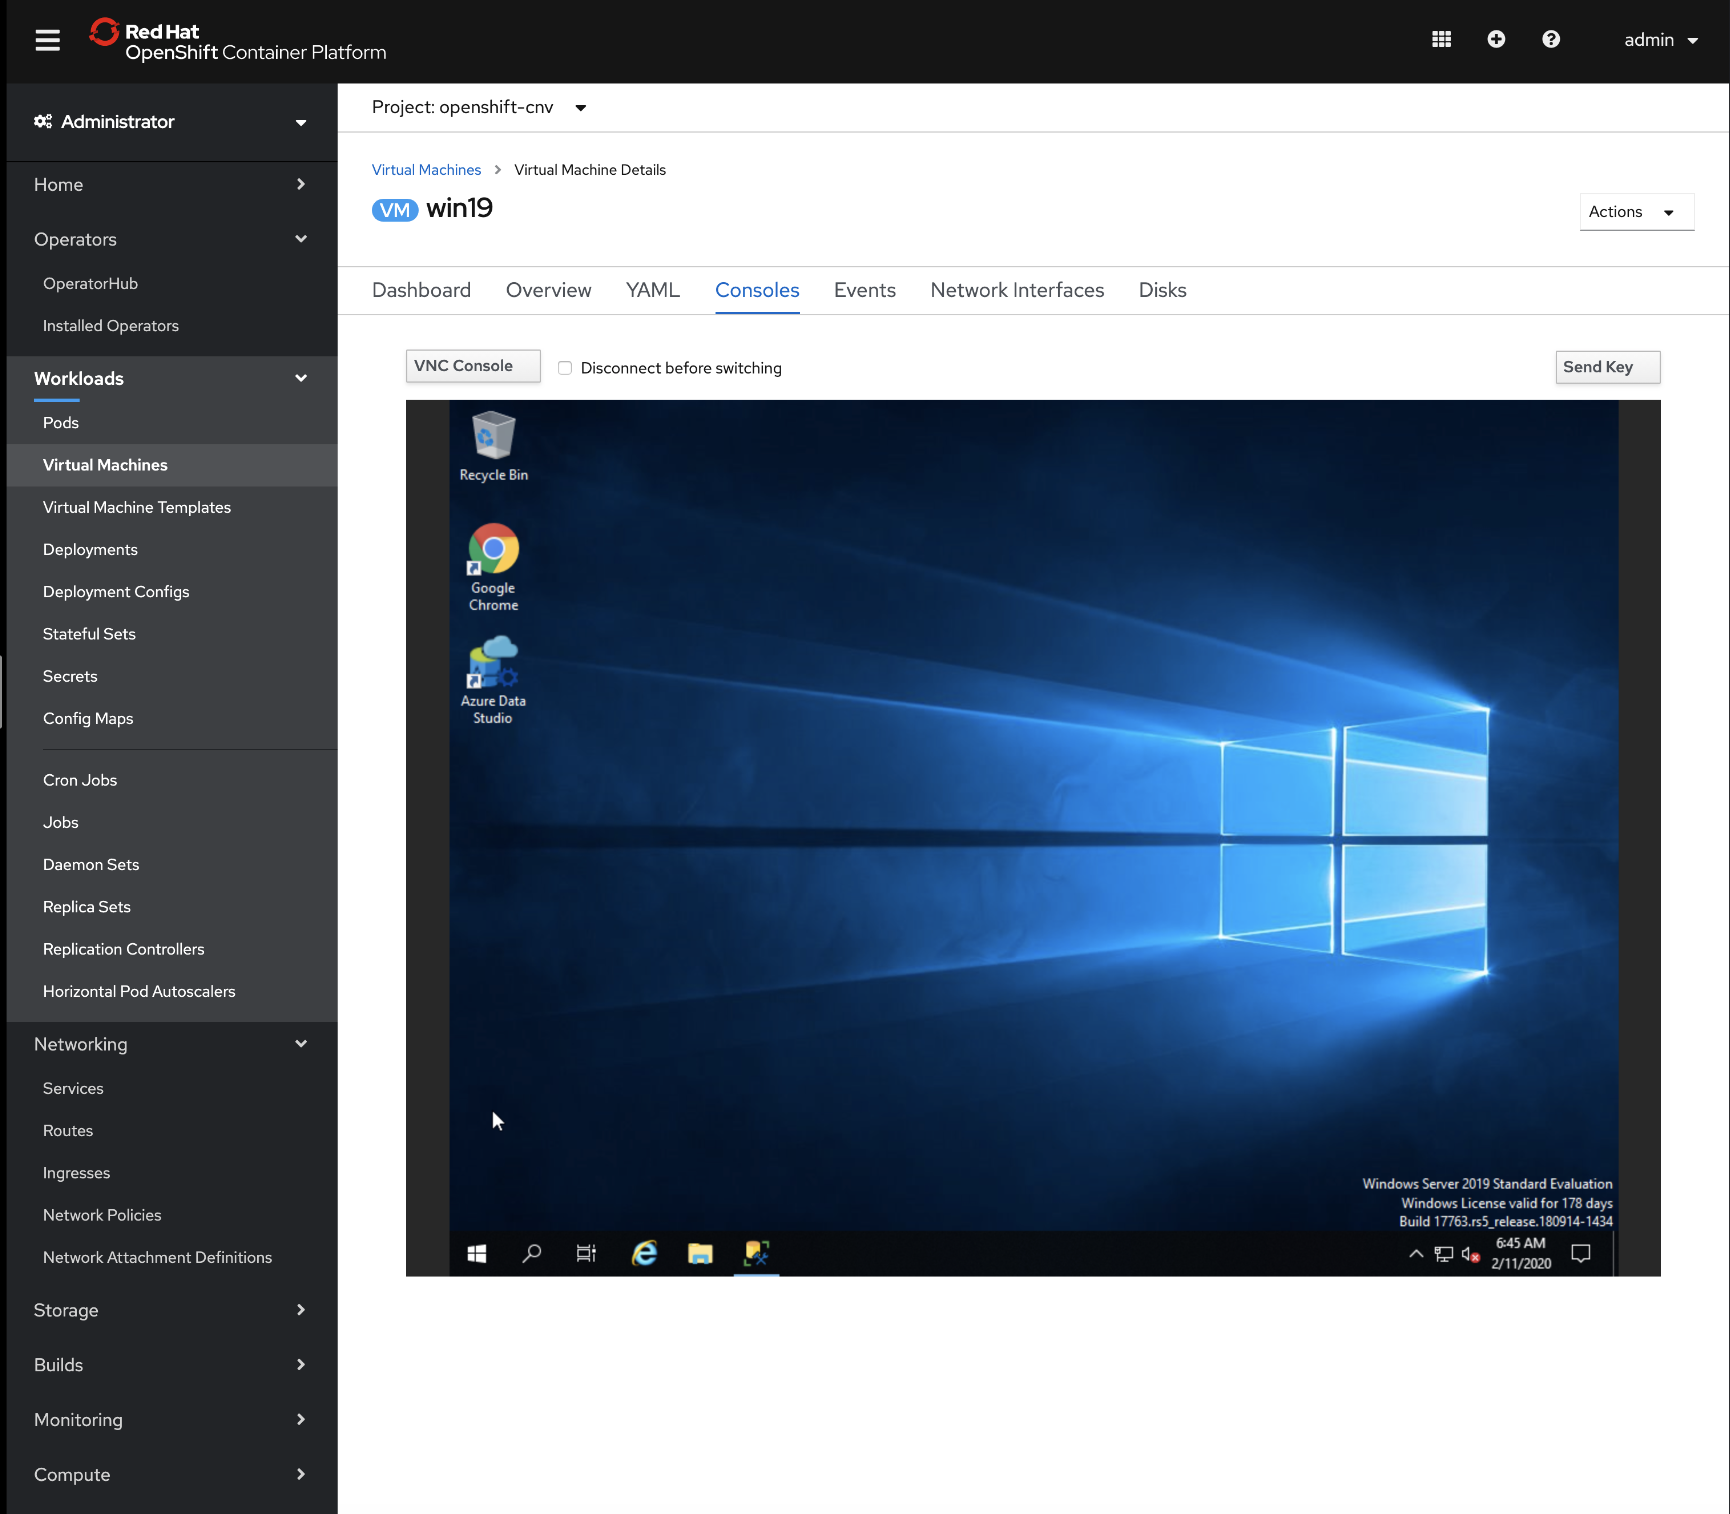 Red Hat
OpenShift Container Platform
admin
Administrator
Home
Operators
OperatorHub
Installed Operators
Workloads
Pods
Virtual Machines
Virtual Machine Templates
Deployments
Deployment Configs
Stateful Sets
Secrets
Config Maps
Cron Jobs
Jobs
Daemon Sets
Replica Sets
Replication Controllers
Horizontal Pod Autoscalers
Networking
Services
Routes
Ingresses
Network Policies
Network Attachment Definitions
Storage
Builds
Monitoring
Compute
Project: openshift-cnv
Virtual Machines > Virtual Machine Details
VM win19
Actions
Dashboard Overview YAML Consoles Events Network Interfaces Disks
VNC Console
Disconnect before switching
Send Key
Recycle Bin
Google
Chrome
Azure Data
Studio
Windows Server 2019 Standard Evaluation
Windows License valid for 178 days
Build 17763.rs5_release.180914-1434
6:45 AM
2/11/2020